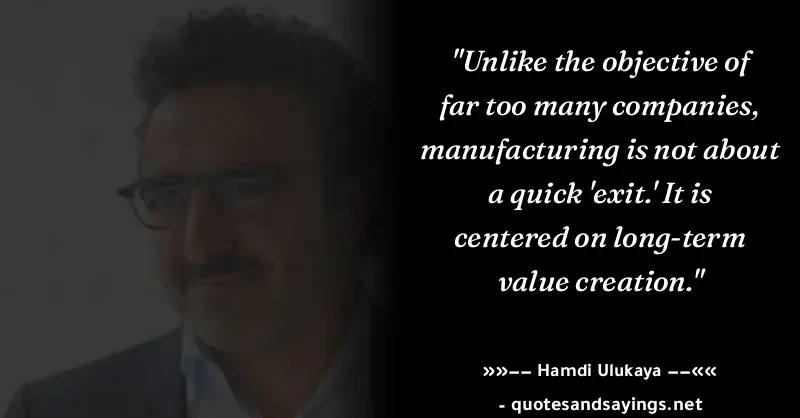 "Unlike the objective of
far too many companies,
manufacturing is not about
a quick 'exit.' It is
centered on long-term
value creation."
»»–– Hamdi Ulukaya ––««
- quotesandsayings.net